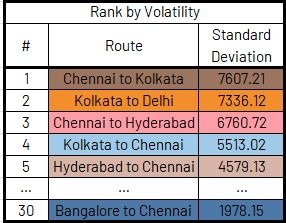 Rank by Volatility
# Route Standard Deviation
1 Chennai to Kolkata 7607.21
2 Kolkata to Delhi 7336.12
3 Chennai to Hyderabad 6760.72
4 Kolkata to Chennai 5513.02
5 Hyderabad to Chennai 4579.13
... ... ...
30 Bangalore to Chennai 1978.15